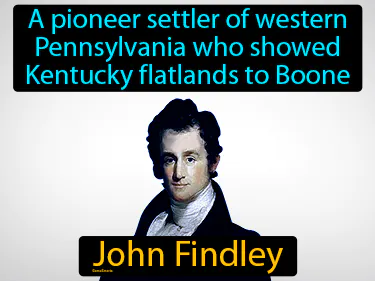 A pioneer settler of western
Pennsylvania who showed
Kentucky flatlands to Boone
John Findley